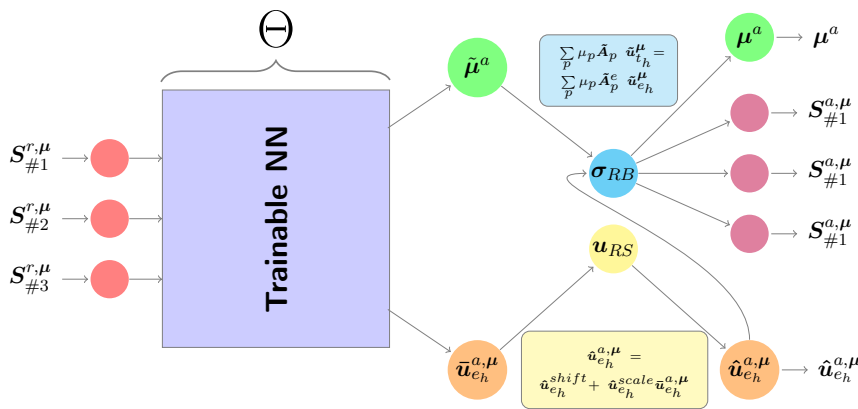 Θ
S^{r,μ}_{#1}
S^{r,μ}_{#2}
S^{r,μ}_{#3}
Trainable NN
μ̃^a
∑_p μ_p Ã_p ũ^μ_{t_h} =
∑_p μ_p Ã^e_p ũ^μ_{e_h}
σ_{RB}
μ^a
μ^a
S^{a,μ}_{#1}
S^{a,μ}_{#1}
S^{a,μ}_{#1}
u_{RS}
ū^{a,μ}_{e_h}
û^{a,μ}_{e_h} =
û^{shift}_{e_h} + û^{scale}_{e_h} ū^{a,μ}_{e_h}
û^{a,μ}_{e_h}
û^{a,μ}_{e_h}